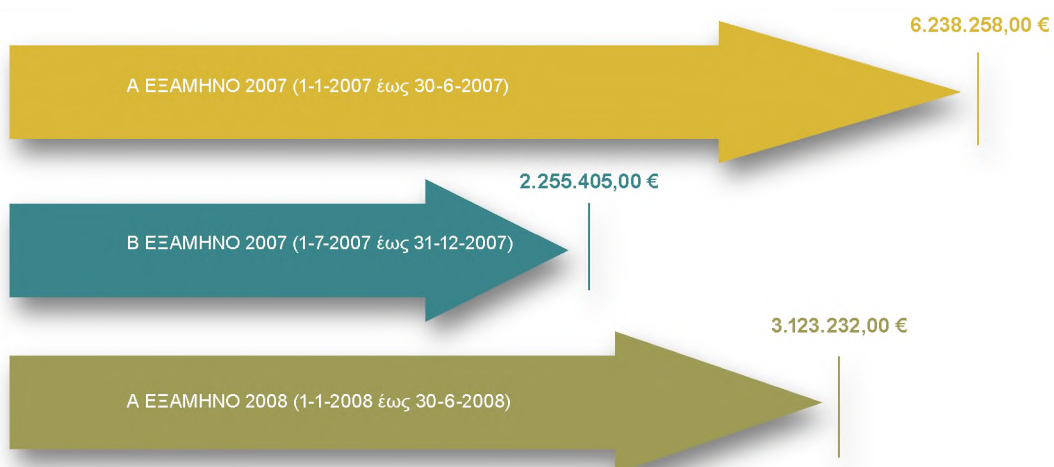 6.238.258,00 €
Α ΕΞΑΜΗΝΟ 2007 (1-1-2007 έως 30-6-2007)
2.255.405,00 €
Β ΕΞΑΜΗΝΟ 2007 (1-7-2007 έως 31-12-2007)
3.123.232,00 €
Α ΕΞΑΜΗΝΟ 2008 (1-1-2008 έως 30-6-2008)